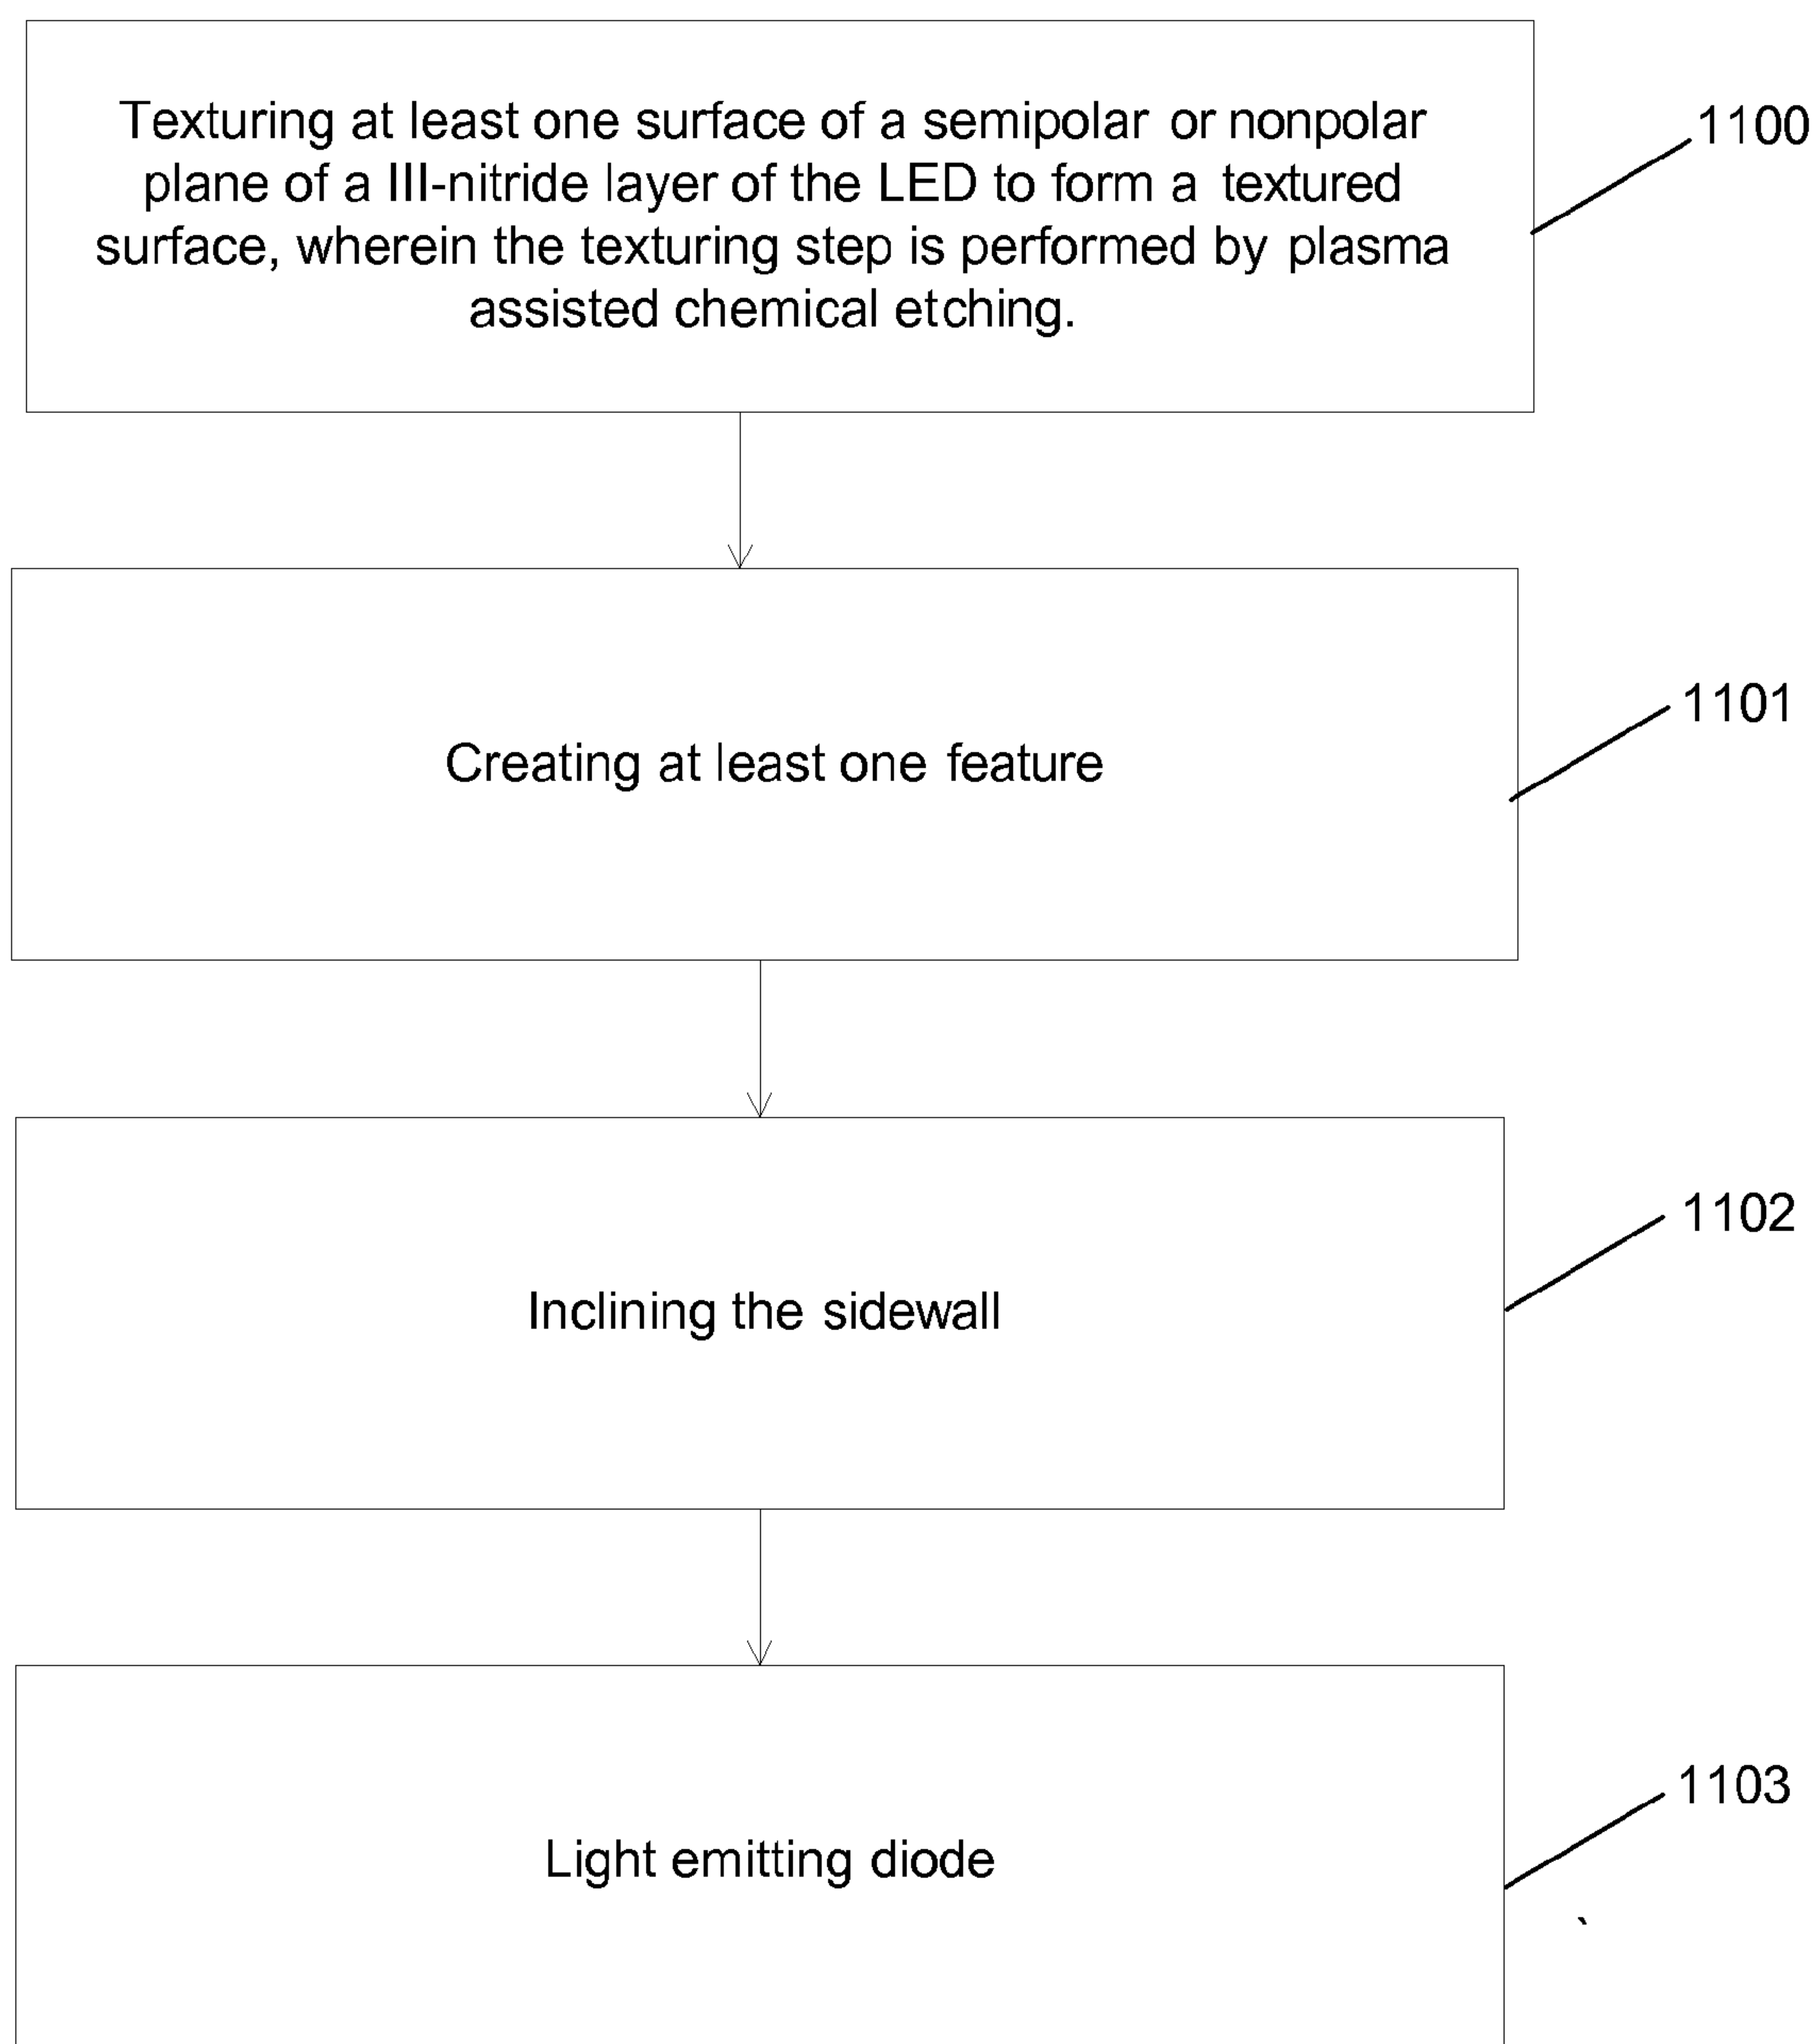 Texturing at least one surface of a semipolar or nonpolar
plane of a III-nitride layer of the LED to form a textured
surface, wherein the texturing step is performed by plasma
assisted chemical etching.
1100
Creating at least one feature
1101
Inclining the sidewall
1102
Light emitting diode
1103